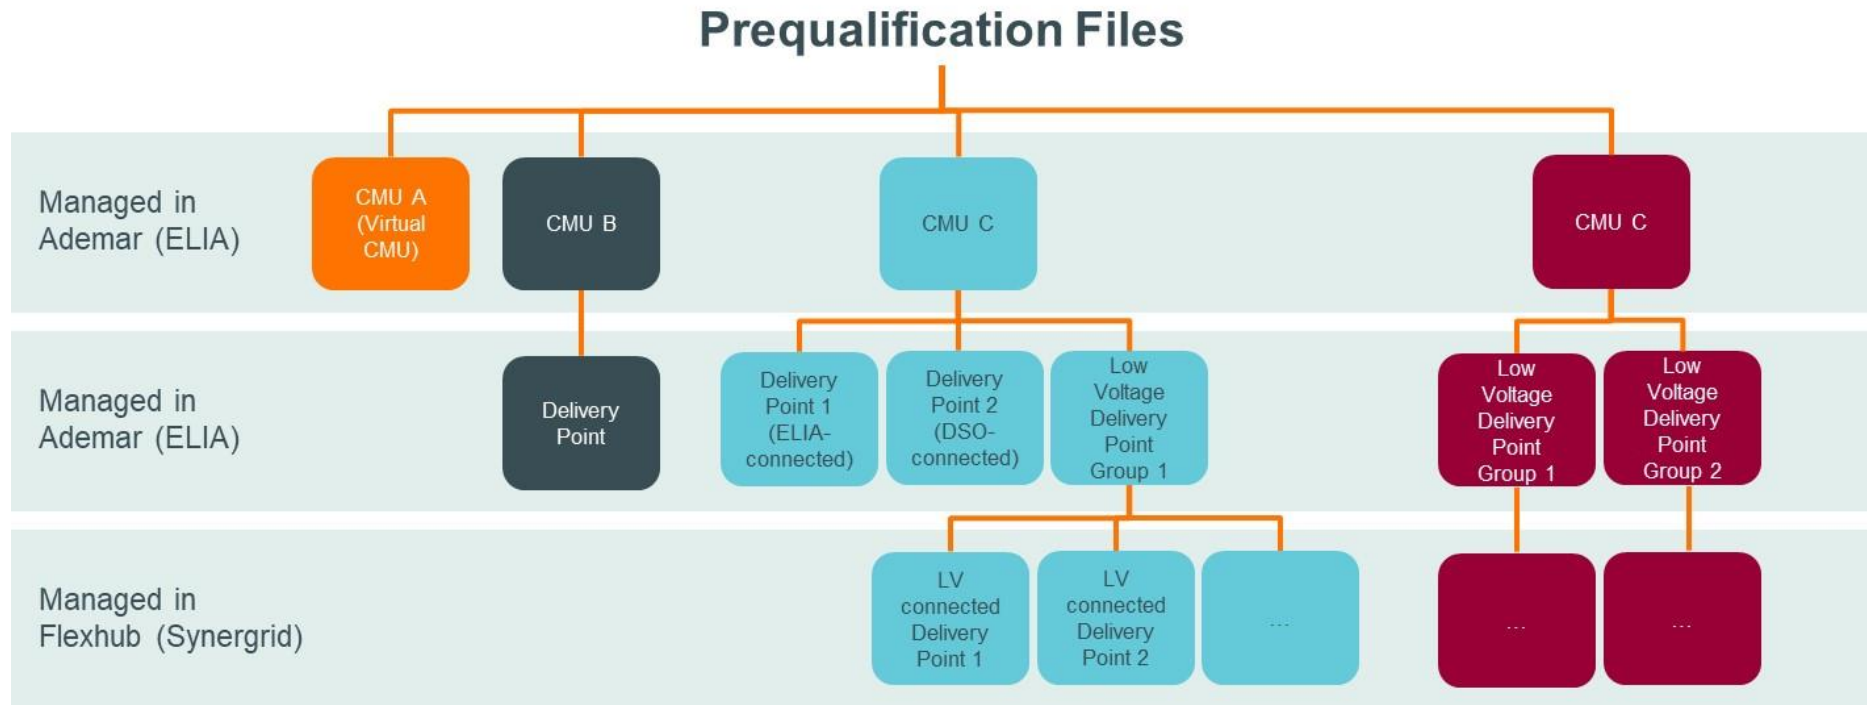 Prequalification Files
Managed in
Ademar (ELIA)
CMU A
(Virtual
CMU)
CMU B
CMU C
CMU C
Managed in
Ademar (ELIA)
Delivery
Point
Delivery
Point 1
(ELIA-
connected)
Delivery
Point 2
(DSO-
connected)
Low
Voltage
Delivery
Point
Group 1
Low
Voltage
Delivery
Point
Group 1
Low
Voltage
Delivery
Point
Group 2
Managed in
Flexhub (Synergrid)
LV
connected
Delivery
Point 1
LV
connected
Delivery
Point 2
...
...
...